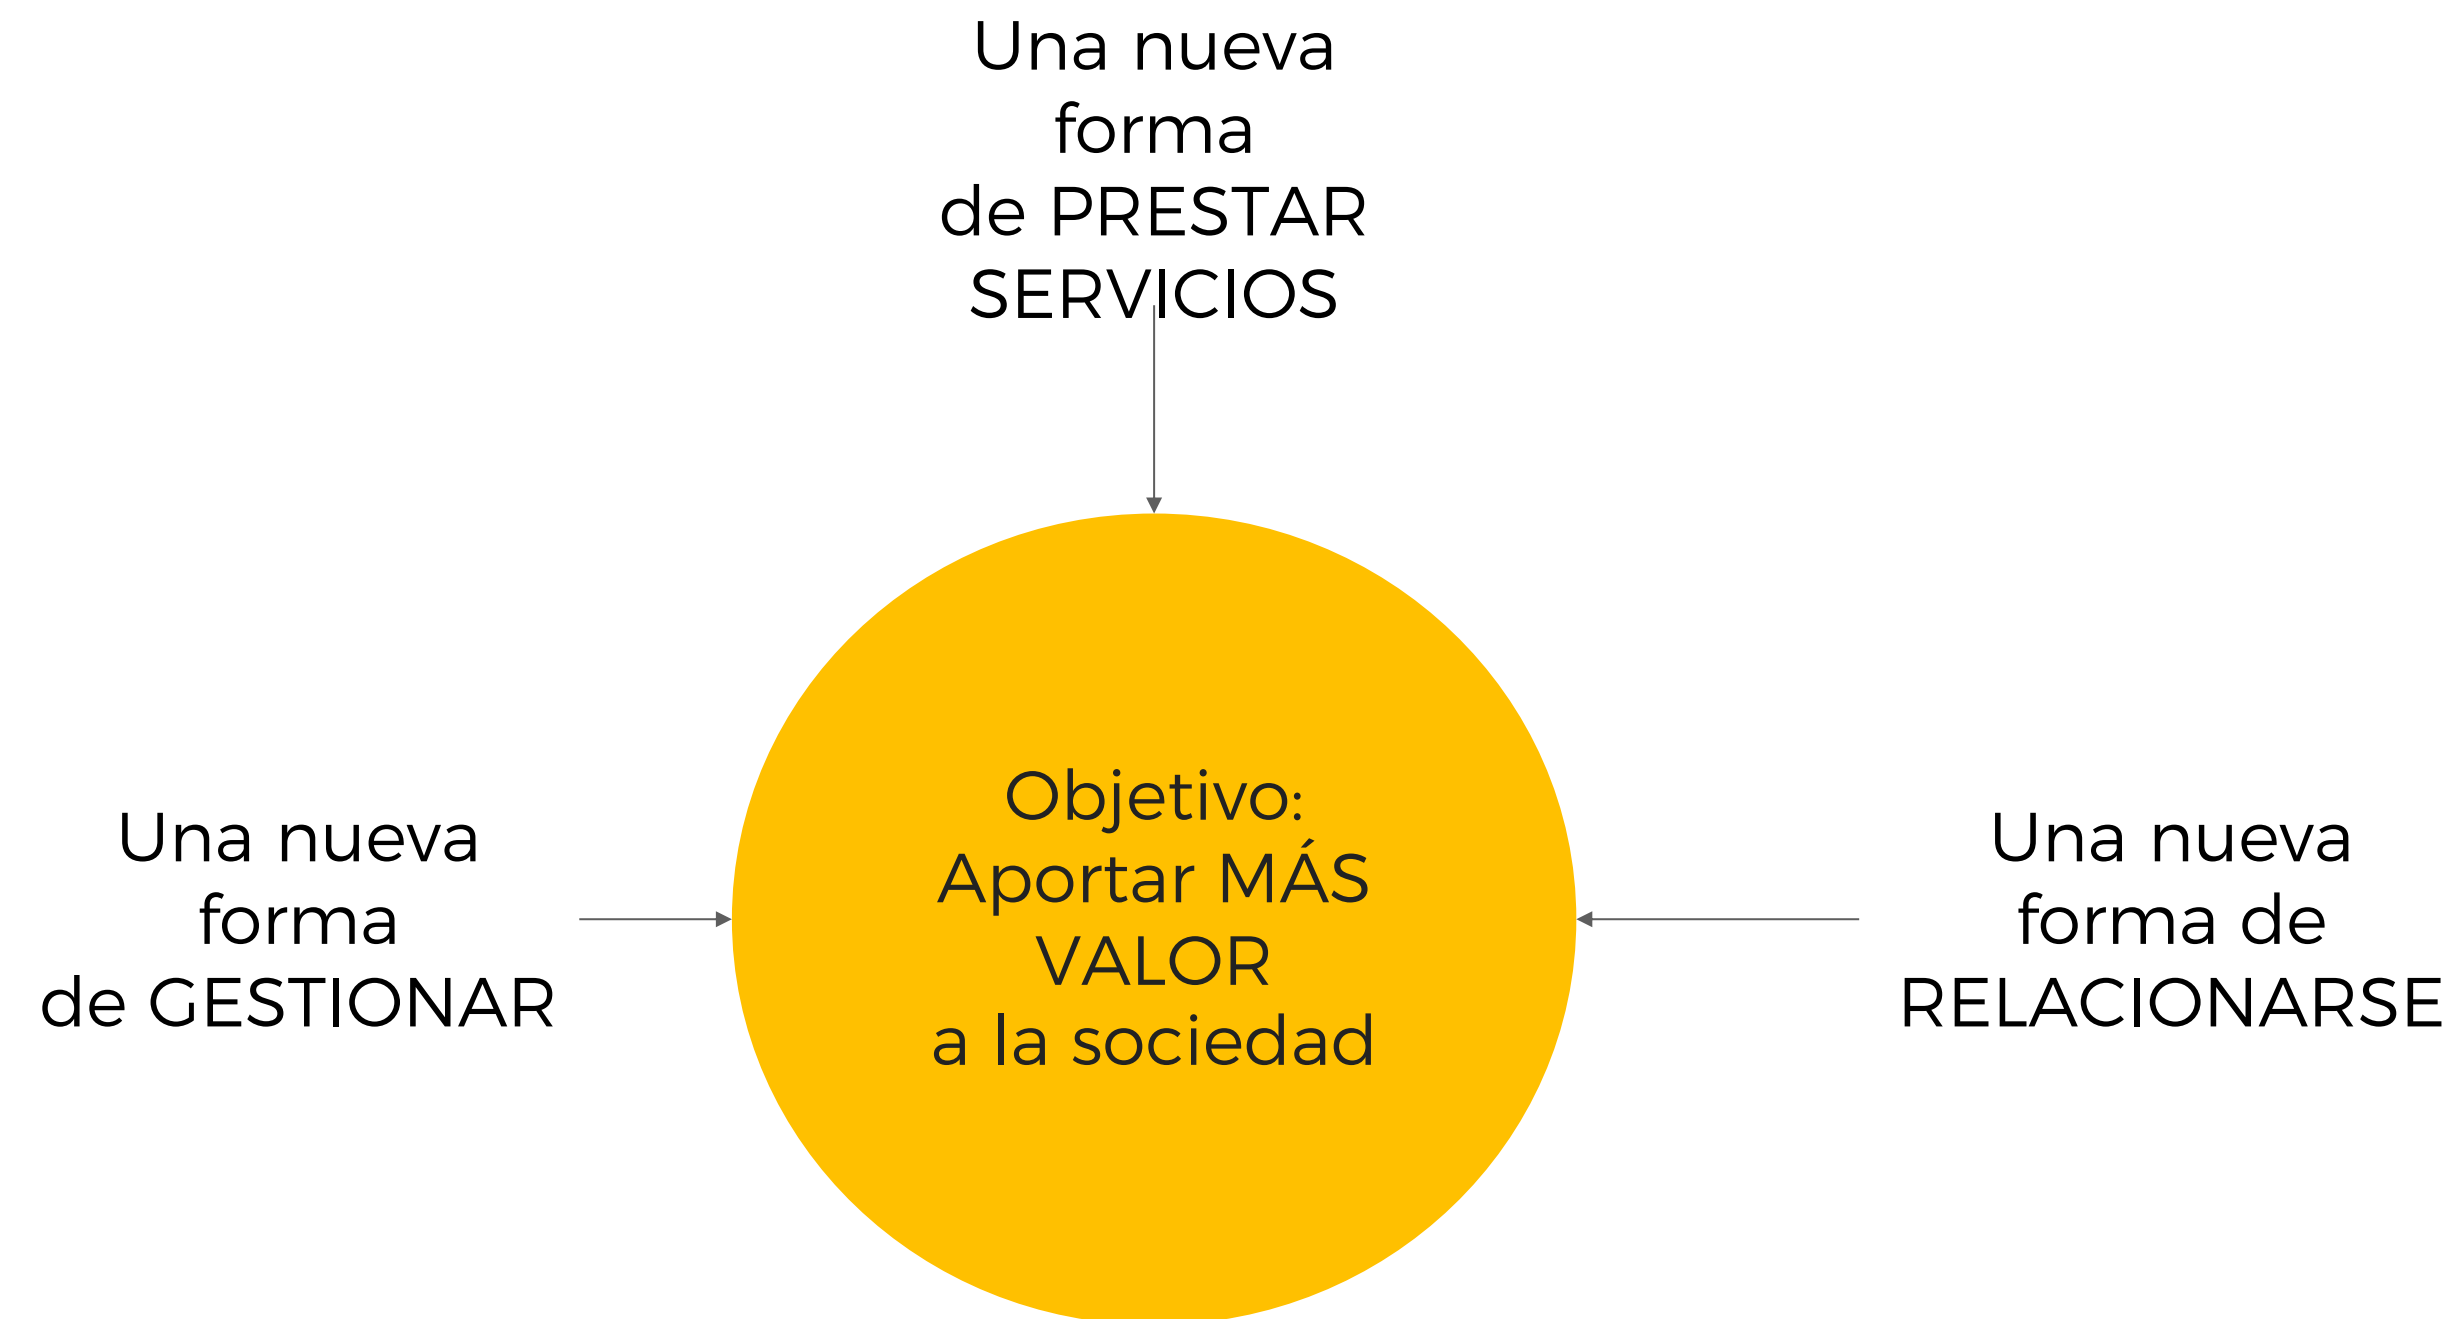 Una nueva
forma
de PRESTAR
SERVICIOS
Objetivo:
Aportar MÁS
VALOR
a la sociedad
Una nueva
forma
de GESTIONAR
Una nueva
forma de
RELACIONARSE